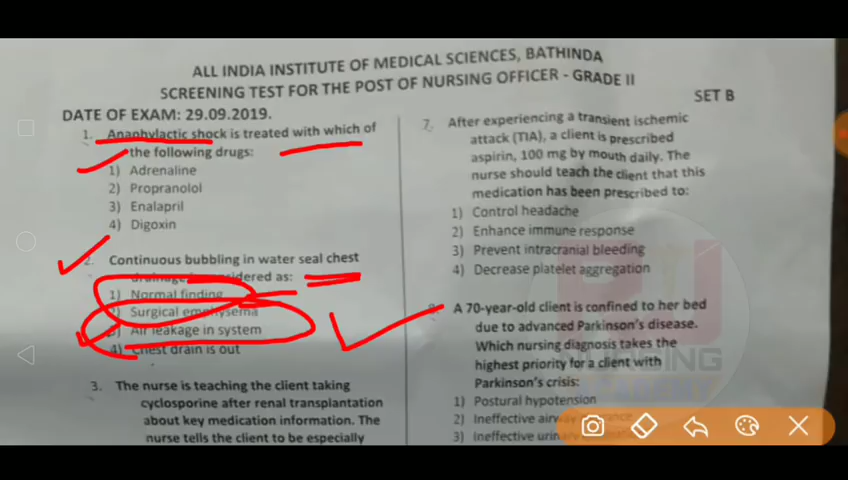 ALL INDIA INSTITUTE OF MEDICAL SCIENCES, BATHINDA
SCREENING TEST FOR THE POST OF NURSING OFFICER - GRADE II
SET B
DATE OF EXAM: 29.09.2019.
1. Anaphylactic shock is treated with which of
the following drugs:
1) Adrenaline
2) Propranolol
3) Enalapril
4) Digoxin
2. Continuous bubbling in water seal chest
as:
1) Normal finding
2) Surgical emphysema
3) Air leakage in system
4) Chest drain is out
3. The nurse is teaching the client taking
cyclosporine after renal transplantation
about key medication information. The
nurse tells the client to be especially
7. After experiencing a transient ischemic
attack (TIA), a client is prescribed
aspirin, 100 mg by mouth daily. The
nurse should teach the client that this
medication has been prescribed to:
1) Control headache
2) Enhance immune response
3) Prevent intracranial bleeding
4) Decrease platelet aggregation
A 70-year-old client is confined to her bed
due to advanced Parkinson's disease.
Which nursing diagnosis takes the
highest priority for a client with
Parkinson's crisis:
1) Postural hypotension
2) Ineffective
3) Ineffective
NURSING
ACADEMY